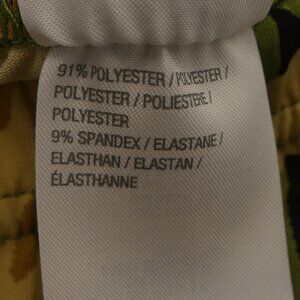 91% POLYESTER / POLYESTER /
POLYESTER / POLIESTERE /
POLYESTER
9% SPANDEX / ELASTANE /
ELASTHAN / ELASTAN /
ÉLASTHANNE